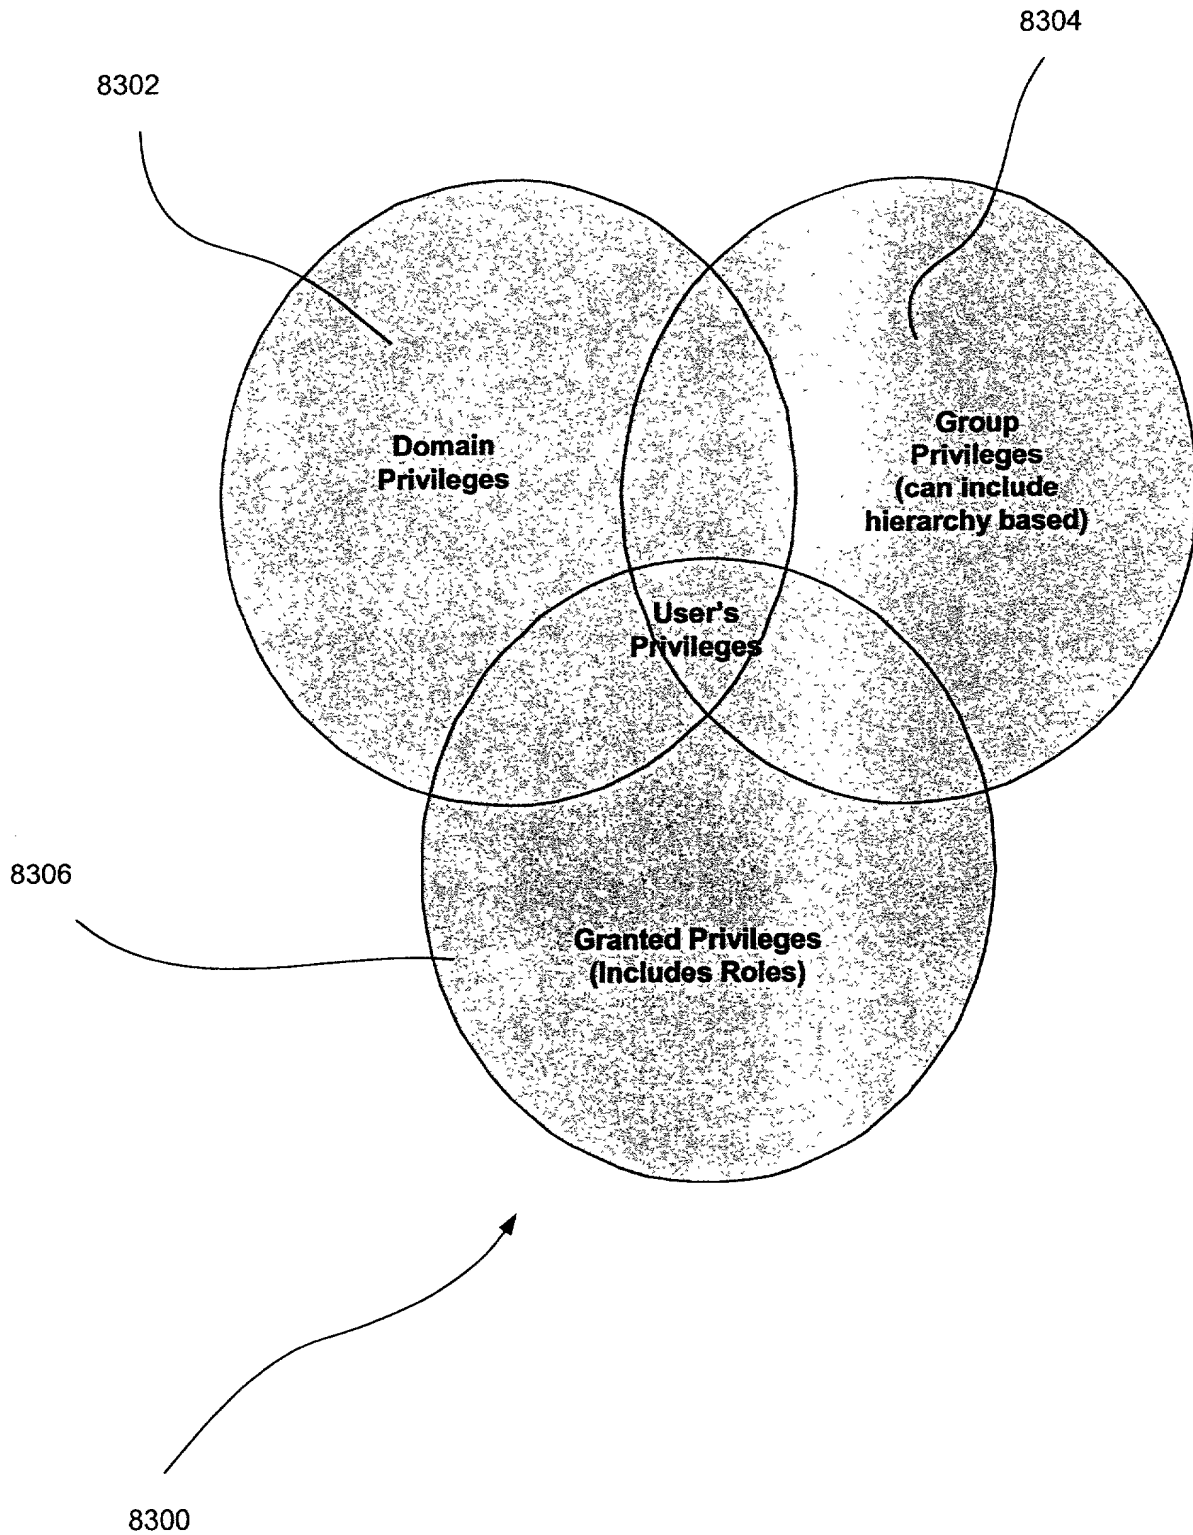 8304
8302
Domain
Privileges
Group
Privileges
(can include
hierarchy based)
User's
Privileges
8306
Granted Privileges
(Includes Roles)
8300